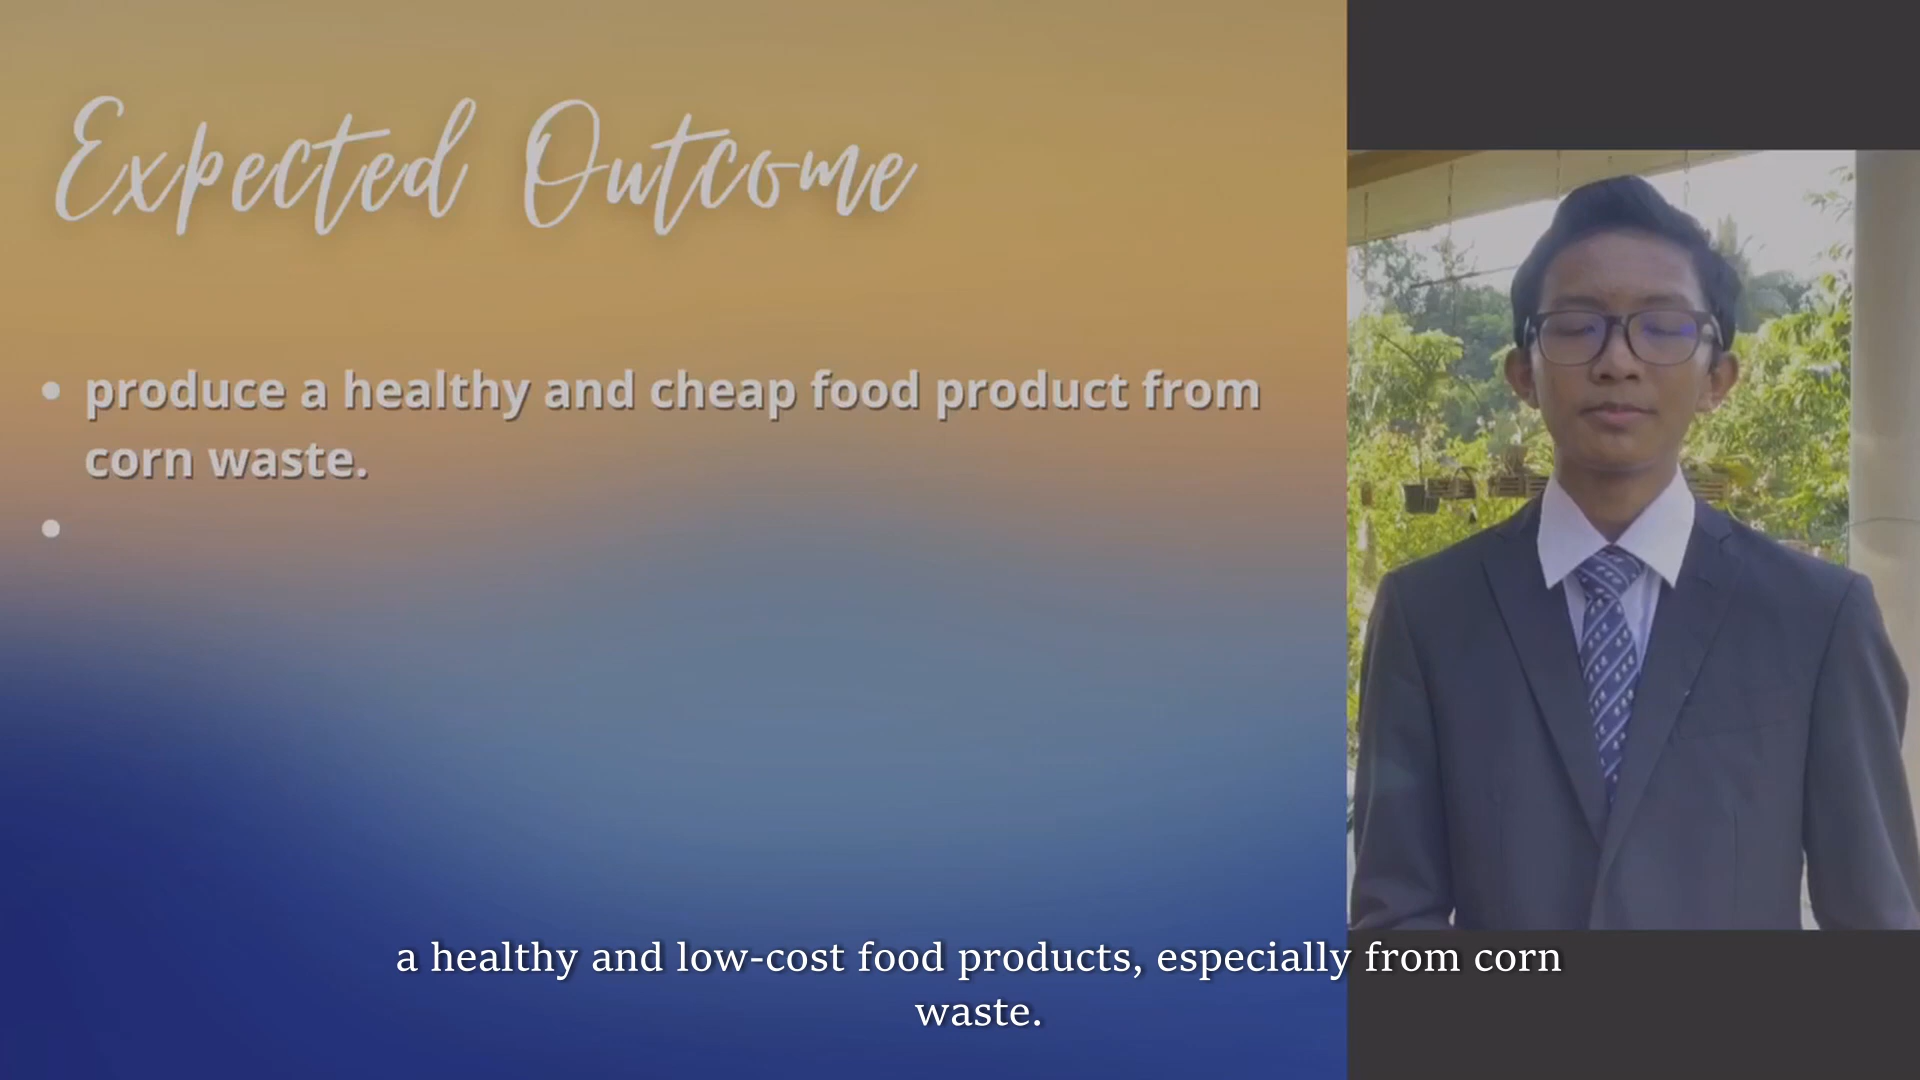 Expected Outcome
• produce a healthy and cheap food product from
corn waste.
•
a healthy and low-cost food products, especially from corn
waste.